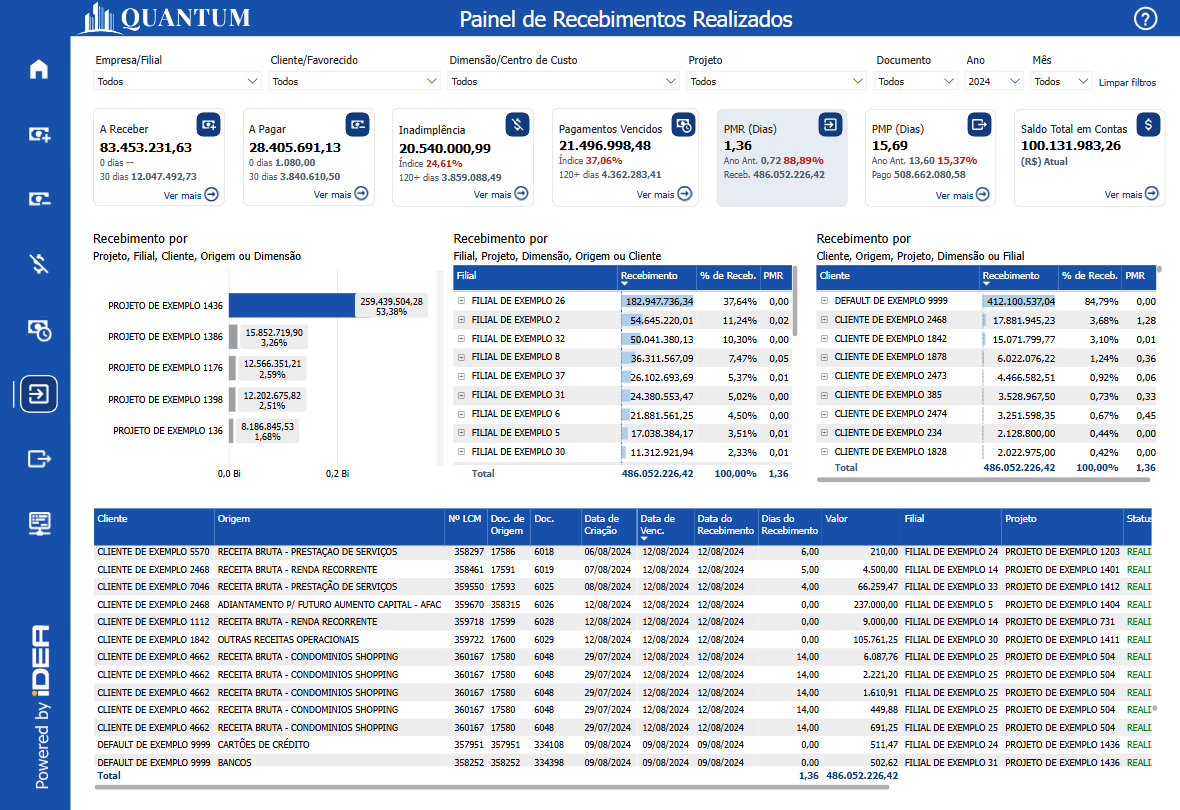 QUANTUM
Painel de Recebimentos Realizados
?
Empresa/Filial Cliente/Favorecido Dimensão/Centro de Custo Projeto Documento Ano Mês
Todos Todos Todos Todos Todos 2024 Todos Limpar filtros
A Receber
83.453.231,63
0 dias --
30 dias 12.047.492,73
Ver mais
A Pagar
28.405.691,13
0 dias 1.080,00
30 dias 3.840.610,50
Ver mais
Inadimplência
20.540.000,99
Índice 24,61%
120+ dias 3.859.088,49
Ver mais
Pagamentos Vencidos
21.496.998,48
Índice 37,06%
120+ dias 4.362.283,41
Ver mais
PMR (Dias)
1,36
Ano Ant. 0,72 88,89%
Receb. 486.052.226,42
PMP (Dias)
15,69
Ano Ant. 13,60 15,37%
Pago 508.662.080,58
Ver mais
Saldo Total em Contas
$
100.131.983,26
(R$) Atual
Ver mais
Recebimento por
Projeto, Filial, Cliente, Origem ou Dimensão
PROJETO DE EXEMPLO 1436 259.439.504,28
53,38%
PROJETO DE EXEMPLO 1386 15.852.719,90
3,26%
PROJETO DE EXEMPLO 1176 12.566.351,21
2,59%
PROJETO DE EXEMPLO 1398 12.202.675,82
2,51%
PROJETO DE EXEMPLO 136 8.186.845,53
1,68%
0,0 Bi 0,2 Bi
Recebimento por
Filial, Projeto, Dimensão, Origem ou Cliente
Filial Recebimento % de Receb. PMR
FILIAL DE EXEMPLO 26 182.947.736,34 37,64% 0,00
FILIAL DE EXEMPLO 2 54.645.220,01 11,24% 0,02
FILIAL DE EXEMPLO 32 50.041.380,13 10,30% 0,00
FILIAL DE EXEMPLO 8 36.311.567,09 7,47% 0,05
FILIAL DE EXEMPLO 37 26.102.693,69 5,37% 0,01
FILIAL DE EXEMPLO 31 24.380.553,47 5,02% 0,00
FILIAL DE EXEMPLO 6 21.881.561,25 4,50% 0,00
FILIAL DE EXEMPLO 5 17.038.384,17 3,51% 0,01
FILIAL DE EXEMPLO 30 11.312.921,94 2,33% 0,01
Total 486.052.226,42 100,00% 1,36
Recebimento por
Cliente, Origem, Projeto, Dimensão ou Filial
Cliente Recebimento % de Receb. PMR
DEFAULT DE EXEMPLO 9999 412.100.537,04 84,79% 0,00
CLIENTE DE EXEMPLO 2468 17.881.945,23 3,68% 1,28
CLIENTE DE EXEMPLO 1842 15.071.799,77 3,10% 0,01
CLIENTE DE EXEMPLO 1878 6.022.076,22 1,24% 0,36
CLIENTE DE EXEMPLO 2473 4.466.582,51 0,92% 0,06
CLIENTE DE EXEMPLO 385 3.528.967,50 0,73% 0,33
CLIENTE DE EXEMPLO 2474 3.251.598,35 0,67% 0,45
CLIENTE DE EXEMPLO 234 2.128.800,00 0,44% 0,00
CLIENTE DE EXEMPLO 1828 2.022.975,00 0,42% 0,00
Total 486.052.226,42 100,00% 1,36
Cliente Origem Nº LCM Doc. de Origem Doc. Data de Criação Data de Venc. Data do Recebimento Dias do Recebimento Valor Filial Projeto Status
CLIENTE DE EXEMPLO 5570 RECEITA BRUTA - PRESTAÇAO DE SERVIÇOS 358297 17586 6018 06/08/2024 12/08/2024 12/08/2024 6,00 210,00 FILIAL DE EXEMPLO 24 PROJETO DE EXEMPLO 1203 REALI
CLIENTE DE EXEMPLO 2468 RECEITA BRUTA - RENDA RECORRENTE 358461 17591 6019 07/08/2024 12/08/2024 12/08/2024 5,00 4.500,00 FILIAL DE EXEMPLO 14 PROJETO DE EXEMPLO 1401 REALI
CLIENTE DE EXEMPLO 7046 RECEITA BRUTA - PRESTAÇÃO DE SERVIÇOS 359550 17593 6025 08/08/2024 12/08/2024 12/08/2024 4,00 66.259,47 FILIAL DE EXEMPLO 33 PROJETO DE EXEMPLO 1412 REALI
CLIENTE DE EXEMPLO 2468 ADIANTAMENTO P/ FUTURO AUMENTO CAPITAL - AFAC 359670 358315 6026 12/08/2024 12/08/2024 12/08/2024 0,00 237.000,00 FILIAL DE EXEMPLO 5 PROJETO DE EXEMPLO 1404 REALI
CLIENTE DE EXEMPLO 1112 RECEITA BRUTA - RENDA RECORRENTE 359718 17599 6028 12/08/2024 12/08/2024 12/08/2024 0,00 9.000,00 FILIAL DE EXEMPLO 14 PROJETO DE EXEMPLO 731 REALI
CLIENTE DE EXEMPLO 1842 OUTRAS RECEITAS OPERACIONAIS 359722 17600 6029 12/08/2024 12/08/2024 12/08/2024 0,00 105.761,25 FILIAL DE EXEMPLO 30 PROJETO DE EXEMPLO 1411 REALI
CLIENTE DE EXEMPLO 4662 RECEITA BRUTA - CONDOMINIOS SHOPPING 360167 17580 6048 29/07/2024 12/08/2024 12/08/2024 14,00 6.087,76 FILIAL DE EXEMPLO 25 PROJETO DE EXEMPLO 504 REALI
CLIENTE DE EXEMPLO 4662 RECEITA BRUTA - CONDOMINIOS SHOPPING 360167 17580 6048 29/07/2024 12/08/2024 12/08/2024 14,00 2.221,20 FILIAL DE EXEMPLO 25 PROJETO DE EXEMPLO 504 REALI
CLIENTE DE EXEMPLO 4662 RECEITA BRUTA - CONDOMINIOS SHOPPING 360167 17580 6048 29/07/2024 12/08/2024 12/08/2024 14,00 1.610,91 FILIAL DE EXEMPLO 25 PROJETO DE EXEMPLO 504 REALI
CLIENTE DE EXEMPLO 4662 RECEITA BRUTA - CONDOMINIOS SHOPPING 360167 17580 6048 29/07/2024 12/08/2024 12/08/2024 14,00 449,88 FILIAL DE EXEMPLO 25 PROJETO DE EXEMPLO 504 REALI
CLIENTE DE EXEMPLO 4662 RECEITA BRUTA - CONDOMINIOS SHOPPING 360167 17580 6048 29/07/2024 12/08/2024 12/08/2024 14,00 691,25 FILIAL DE EXEMPLO 25 PROJETO DE EXEMPLO 504 REALI
DEFAULT DE EXEMPLO 9999 CARTÕES DE CRÉDITO 357951 357951 334108 09/08/2024 09/08/2024 09/08/2024 0,00 511,47 FILIAL DE EXEMPLO 24 PROJETO DE EXEMPLO 1436 REALI
DEFAULT DE EXEMPLO 9999 BANCOS 358252 358252 334398 09/08/2024 09/08/2024 09/08/2024 0,00 502,62 FILIAL DE EXEMPLO 31 PROJETO DE EXEMPLO 1436 REALI
Total 1,36 486.052.226,42
Powered by iDEA